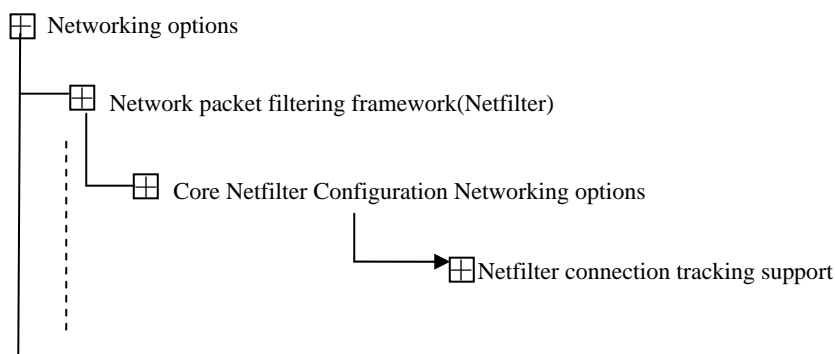 Networking options
Network packet filtering framework(Netfilter)
Core Netfilter Configuration Networking options
Netfilter connection tracking support